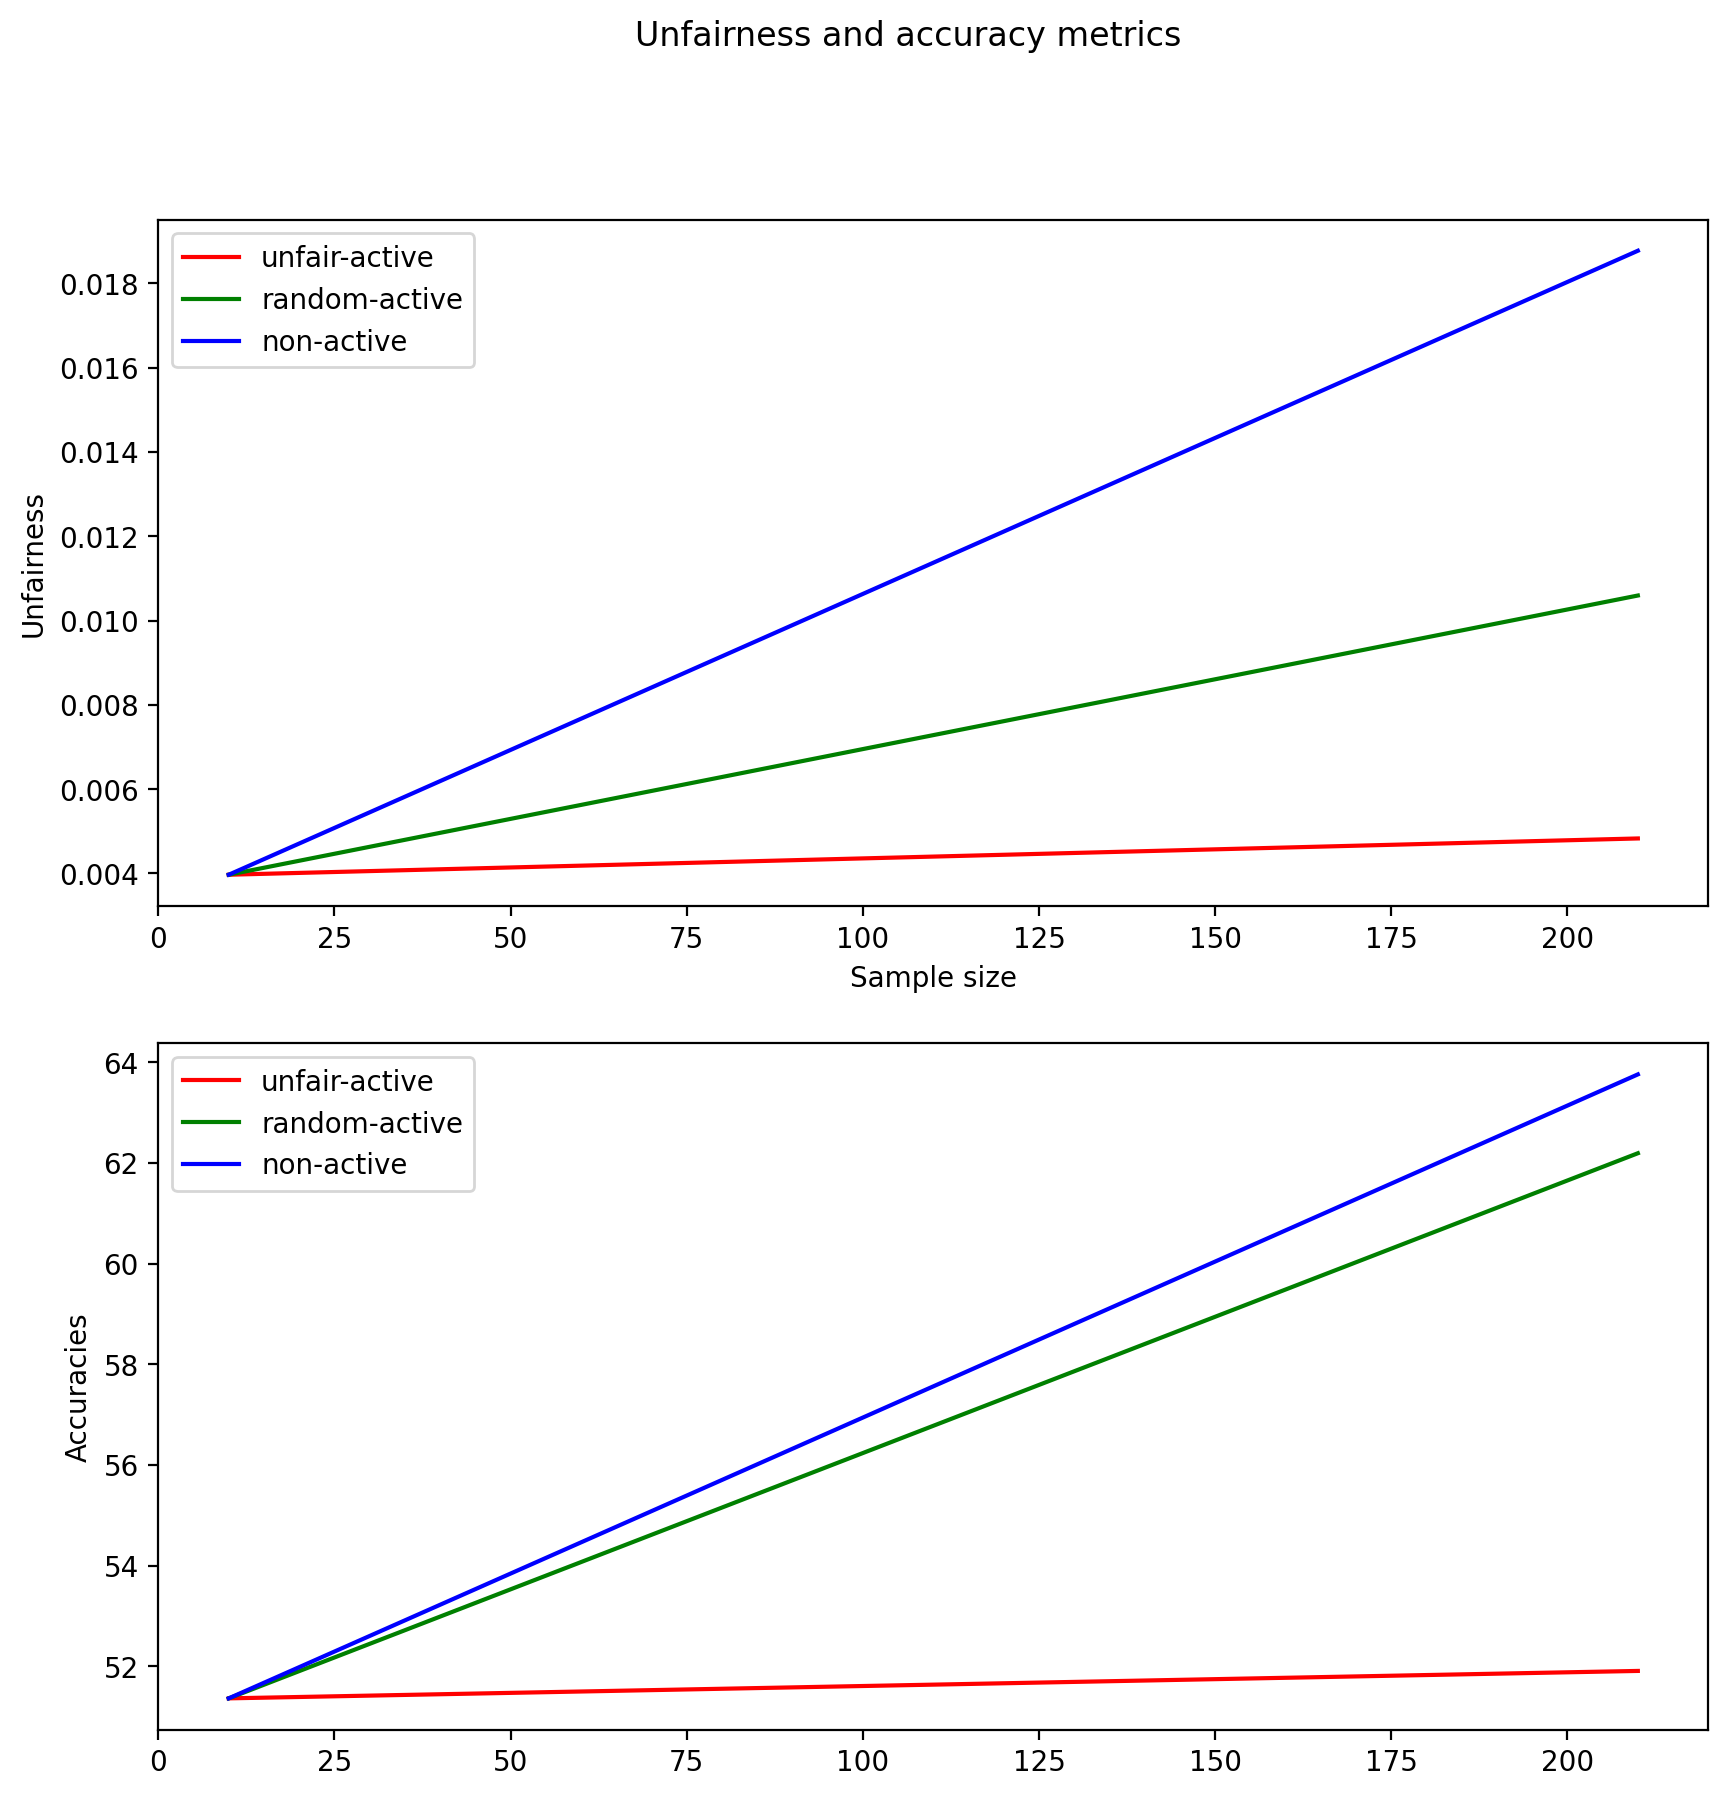 Unfairness and accuracy metrics
unfair-active
random-active
non-active
0.018
0.016
0.014
0.012
0.010
0.008
0.006
0.004
Unfairness
0 25 50 75 100 125 150 175 200
Sample size
unfair-active
random-active
non-active
64
62
60
58
56
54
52
Accuracies
0 25 50 75 100 125 150 175 200